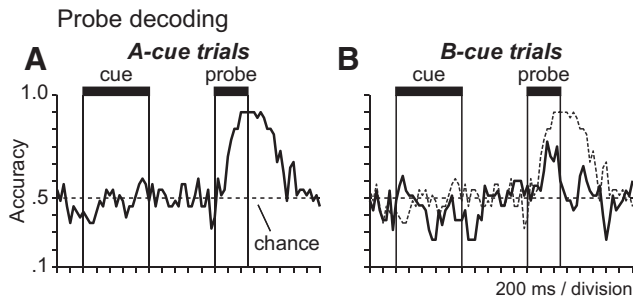 Probe decoding
A A-cue trials
cue probe
1.0
.5
.1
Accuracy
chance
B B-cue trials
cue probe
200 ms / division